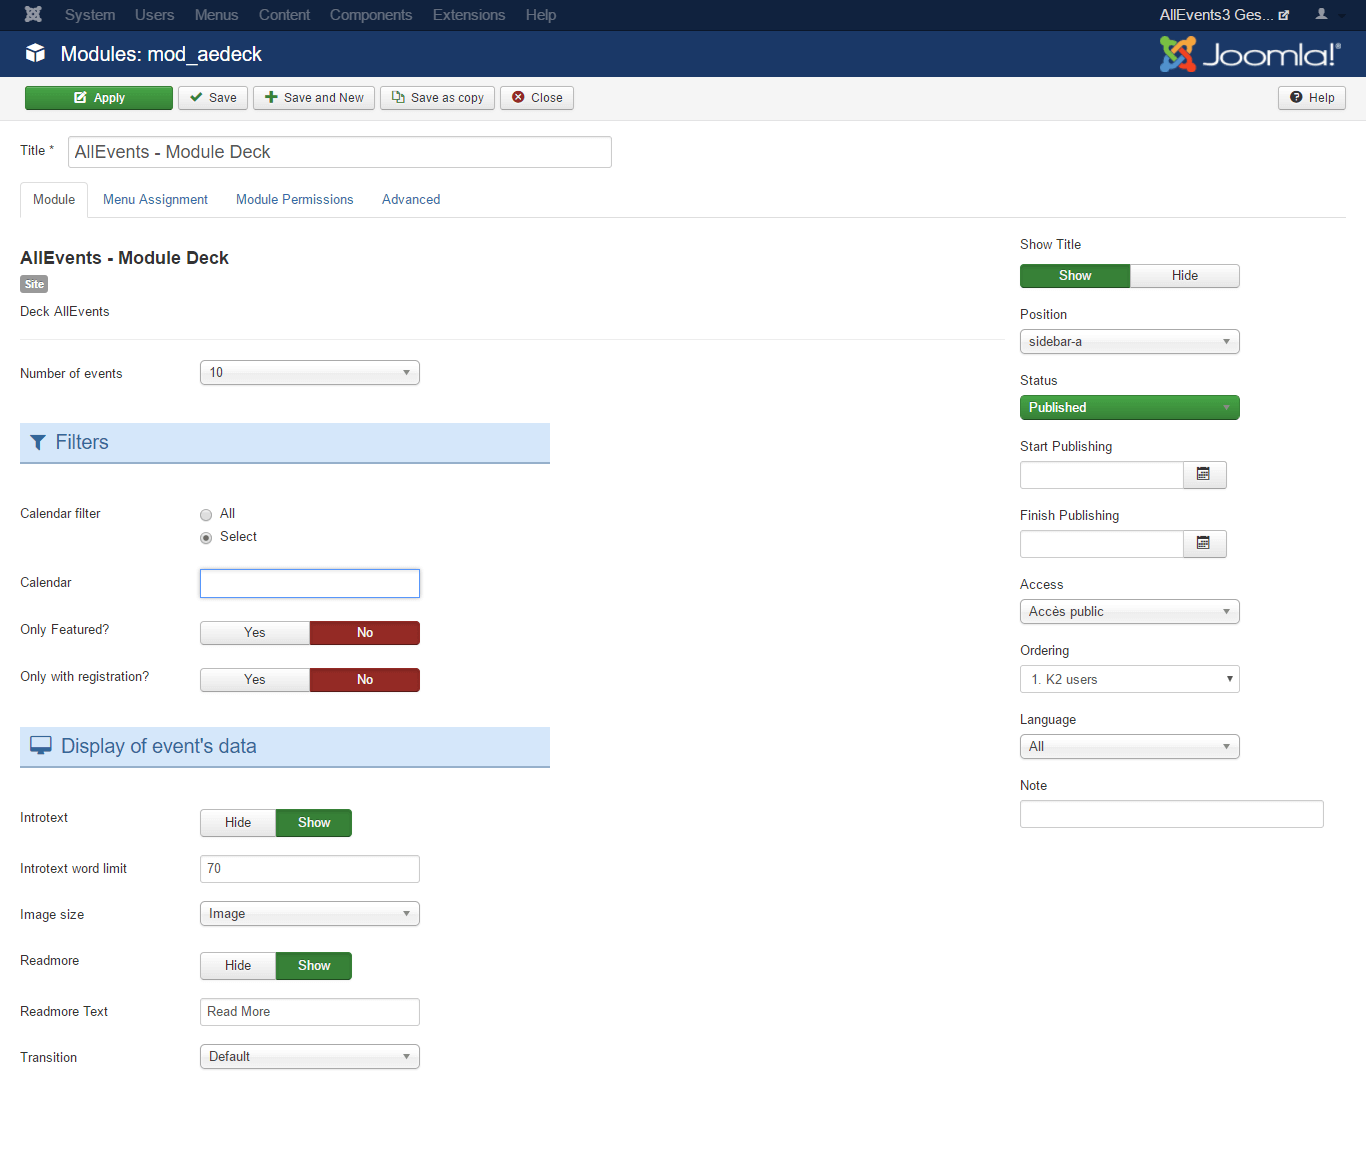 System Users Menus Content Components Extensions Help AllEvents3 Ges...
Modules: mod_aedeck Joomla!®
Apply Save Save and New Save as copy Close Help
Title * AllEvents - Module Deck
Module Menu Assignment Module Permissions Advanced
AllEvents - Module Deck
Site
Deck AllEvents
Number of events 10
Filters
Calendar filter All
Select
Calendar
Only Featured? Yes No
Only with registration? Yes No
Display of event's data
Introtext Hide Show
Introtext word limit 70
Image size Image
Readmore Hide Show
Readmore Text Read More
Transition Default
Show Title
Show Hide
Position
sidebar-a
Status
Published
Start Publishing
Finish Publishing
Access
Accès public
Ordering
1. K2 users
Language
All
Note